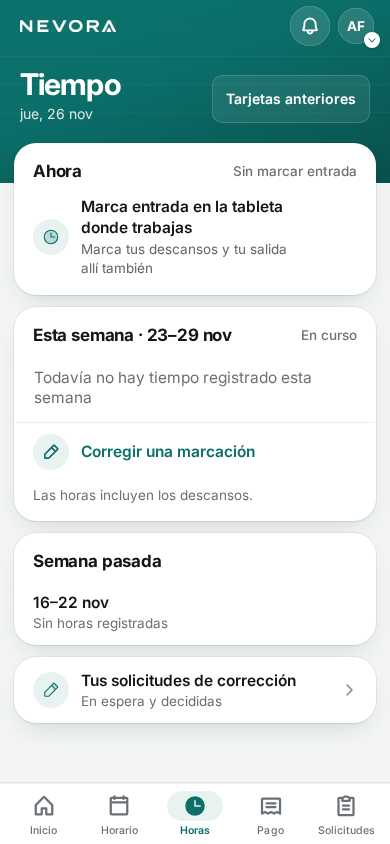 NEVORA
AF
Tiempo
jue, 26 nov
Tarjetas anteriores
Ahora
Sin marcar entrada
Marca entrada en la tableta
donde trabajas
Marca tus descansos y tu salida
allí también
Esta semana · 23–29 nov
En curso
Todavía no hay tiempo registrado esta
semana
Corregir una marcación
Las horas incluyen los descansos.
Semana pasada
16–22 nov
Sin horas registradas
Tus solicitudes de corrección
En espera y decididas
Inicio
Horario
Horas
Pago
Solicitudes